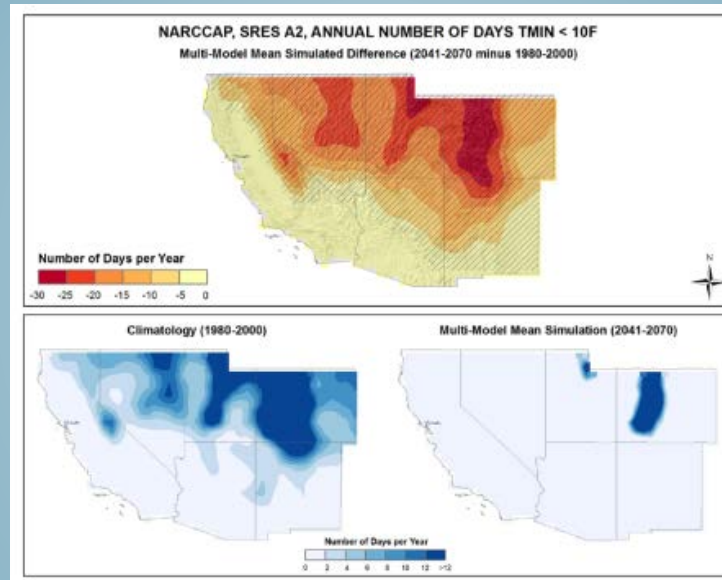 NARCCAP, SRES A2, ANNUAL NUMBER OF DAYS TMIN < 10F
Multi-Model Mean Simulated Difference (2041-2070 minus 1980-2000)
Number of Days per Year
-30 -25 -20 -15 -10 -5 0
N
Climatology (1980-2000)
Multi-Model Mean Simulation (2041-2070)
Number of Days per Year
0 2 4 6 8 10 12 >12